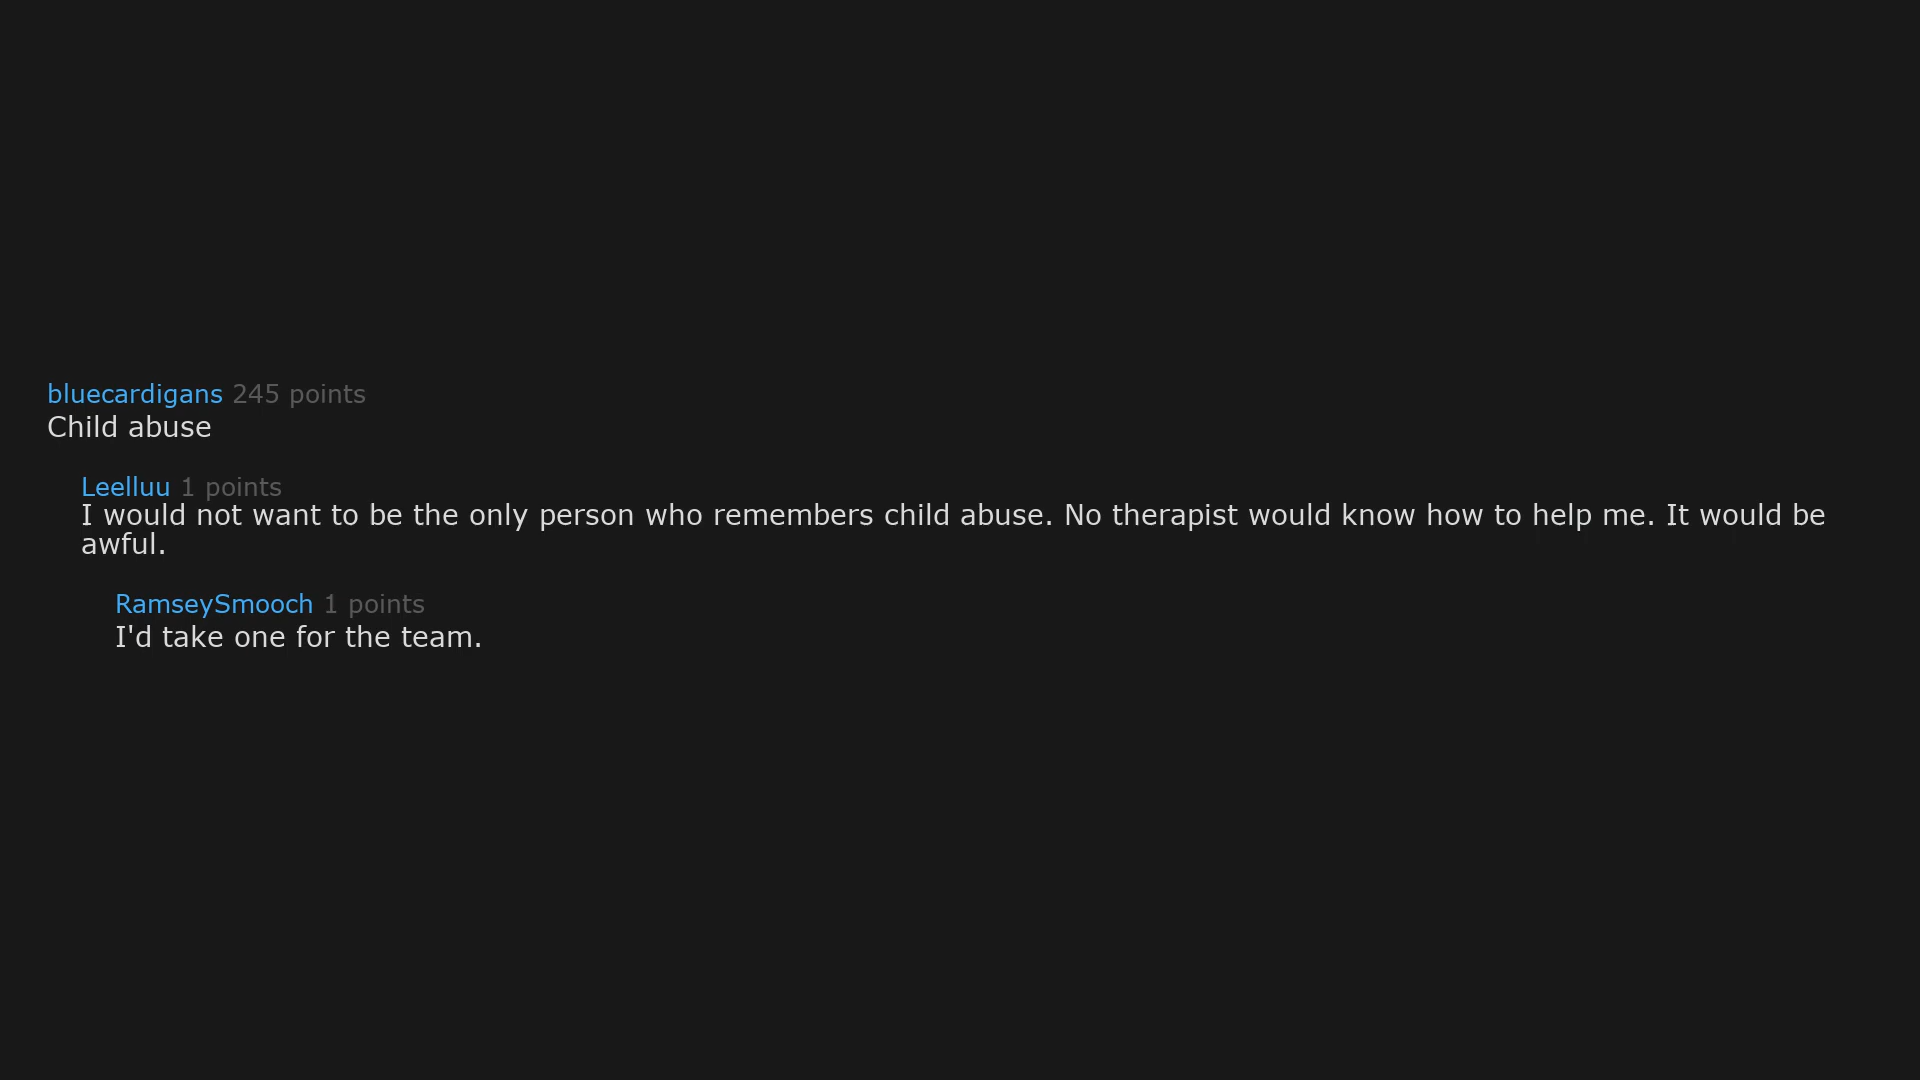 bluecardigans 245 points
Child abuse
Leelluu 1 points
I would not want to be the only person who remembers child abuse. No therapist would know how to help me. It would be
awful.
RamseySmooch 1 points
I'd take one for the team.